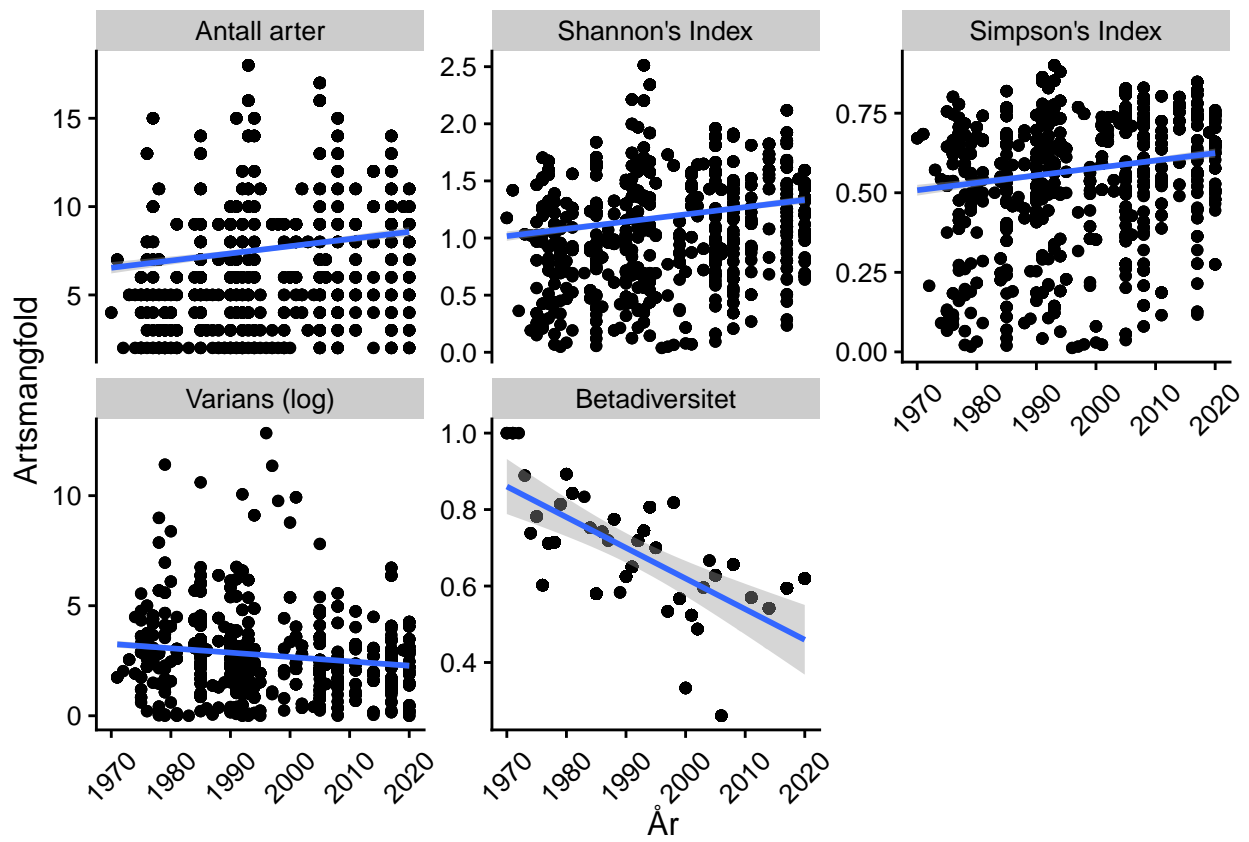 Antall arter
Shannon's Index
Simpson's Index
15
10
5
2.5
2.0
1.5
1.0
0.5
0.0
0.75
0.50
0.25
0.00
1970 1980 1990 2000 2010 2020
Artsmangfold
Varians (log)
Betadiversitet
10
5
0
1.0
0.8
0.6
0.4
1970 1980 1990 2000 2010 2020
1970 1980 1990 2000 2010 2020
År